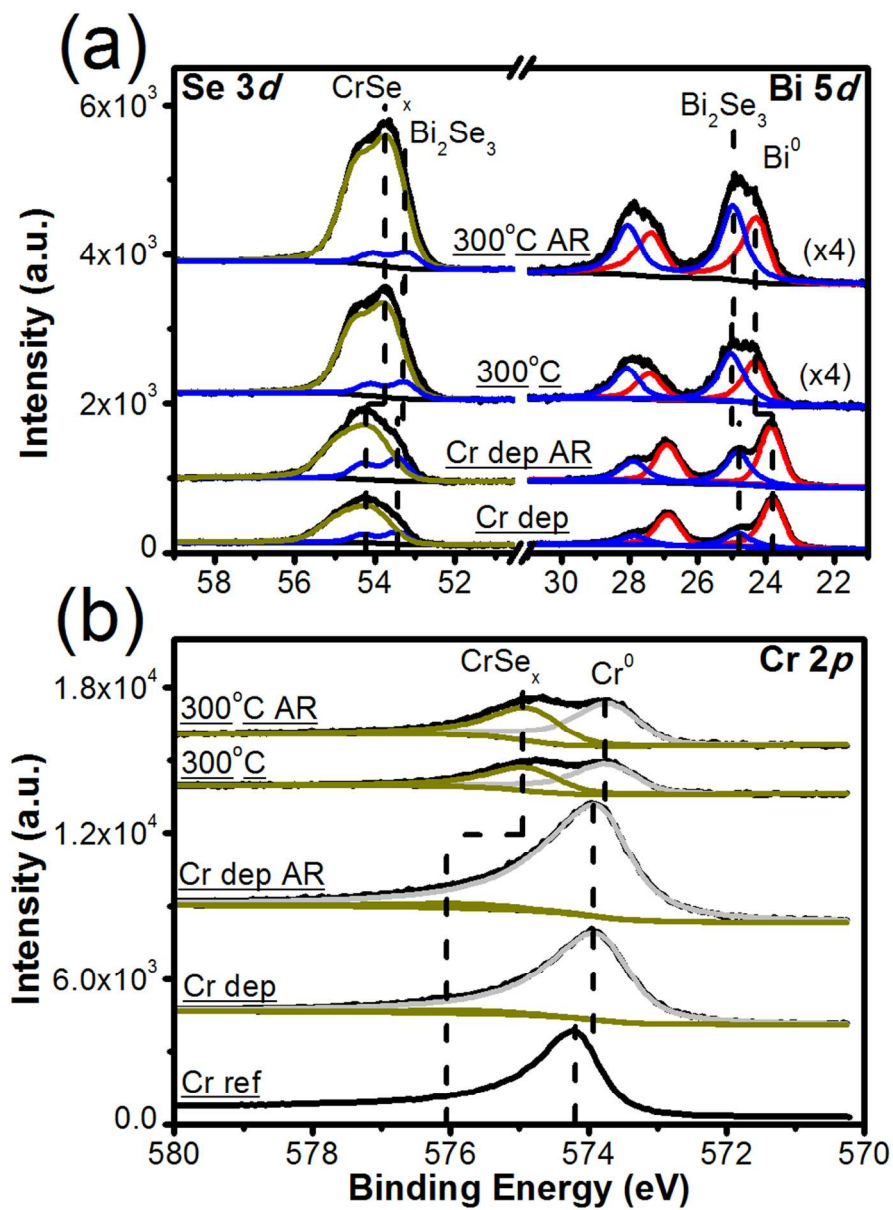 (a)
Se 3d
Bi 5d
CrSeₓ
Bi₂Se₃
Bi₂Se₃
Bi⁰
6x10³
4x10³
2x10³
0
Intensity (a.u.)
300°C AR
(x4)
300°C
(x4)
Cr dep AR
Cr dep
58 56 54 52 30 28 26 24 22
(b)
Cr 2p
CrSeₓ
Cr⁰
1.8x10⁴
1.2x10⁴
6.0x10³
0.0
Intensity (a.u.)
300°C AR
300°C
Cr dep AR
Cr dep
Cr ref
580 578 576 574 572 570
Binding Energy (eV)